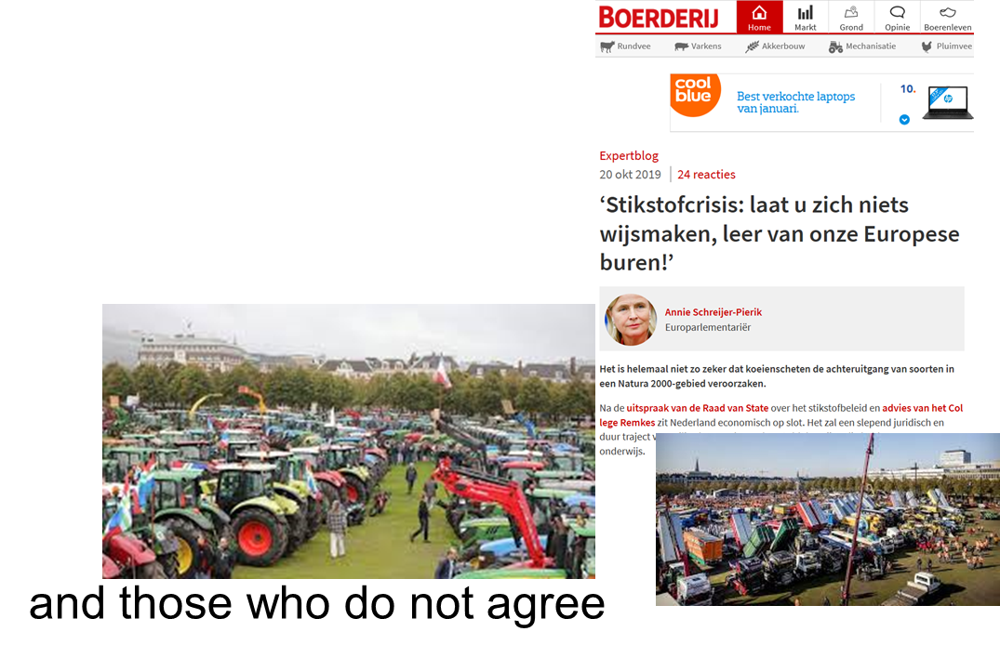 BOERDERIJ
Home
Markt
Grond
Opinie
Boerenleven
Rundvee
Varkens
Akkerbouw
Mechanisatie
Pluimvee
cool
blue
Best verkochte laptops
van januari.
10.
hp
Expertblog
20 okt 2019 | 24 reacties
‘Stikstofcrisis: laat u zich niets
wijsmaken, leer van onze Europese
buren!’
Annie Schreijer-Pierik
Europarlementariër
Het is helemaal niet zo zeker dat koeienscheten de achteruitgang van soorten in
een Natura 2000-gebied veroorzaken.
Na de uitspraak van de Raad van State over het stikstofbeleid en advies van het Col
lege Remkes zit Nederland economisch op slot. Het zal een slepend juridisch en
duur traject
onderwijs.
and those who do not agree